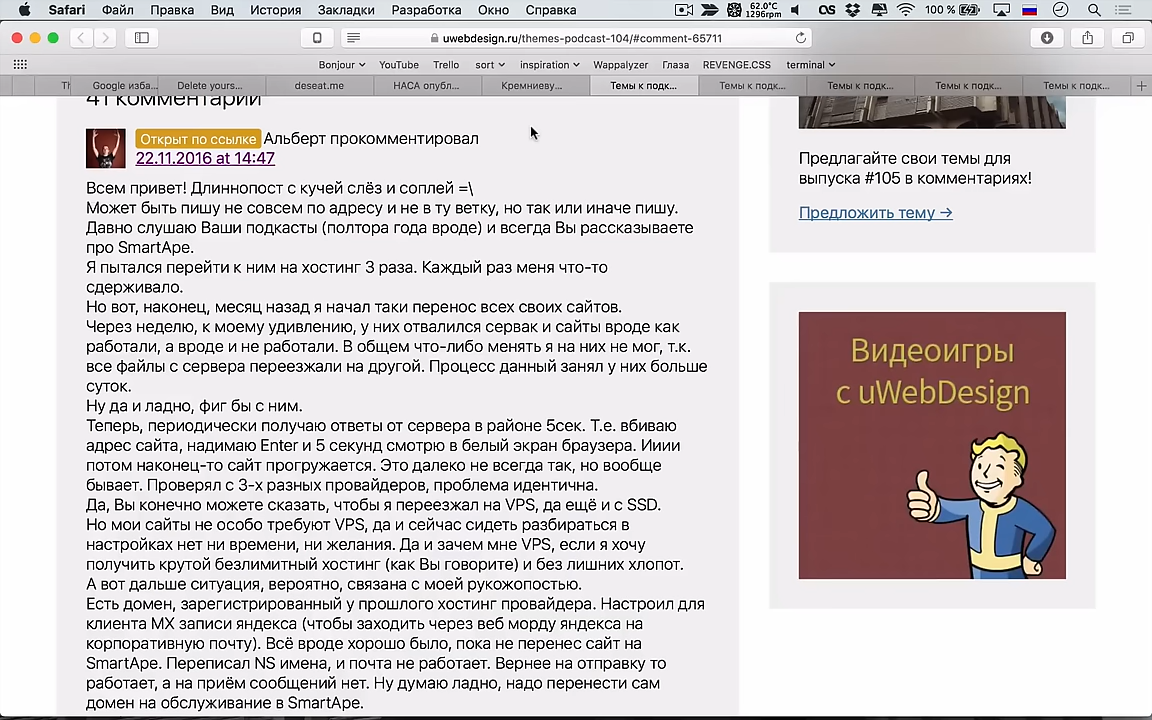 Safari Файл Правка Вид История Закладки Разработка Окно Справка 62.0°C 1296rpm 100 %
uwebdesign.ru/themes-podcast-104/#comment-65711
Bonjour YouTube Trello sort inspiration Wappalyzer Глаза REVENGE.CSS terminal
Th Google изба... Delete yours... deseat.me НАСА опубл... Кремниеву... Темы к подк... Темы к подк... Темы к подк... Темы к подк... Темы к подк...
41 комментарий
Открыт по ссылке Альберт прокомментировал
22.11.2016 at 14:47
Всем привет! Длиннопост с кучей слёз и соплей =\
Может быть пишу не совсем по адресу и не в ту ветку, но так или иначе пишу.
Давно слушаю Ваши подкасты (полтора года вроде) и всегда Вы рассказываете
про SmartApe.
Я пытался перейти к ним на хостинг 3 раза. Каждый раз меня что-то
сдерживало.
Но вот, наконец, месяц назад я начал таки перенос всех своих сайтов.
Через неделю, к моему удивлению, у них отвалился сервак и сайты вроде как
работали, а вроде и не работали. В общем что-либо менять я на них не мог, т.к.
все файлы с сервера переезжали на другой. Процесс данный занял у них больше
суток.
Ну да и ладно, фиг бы с ним.
Теперь, периодически получаю ответы от сервера в районе 5сек. Т.е. вбиваю
адрес сайта, надимаю Enter и 5 секунд смотрю в белый экран браузера. Ииии
потом наконец-то сайт прогружается. Это далеко не всегда так, но вообще
бывает. Проверял с 3-х разных провайдеров, проблема идентична.
Да, Вы конечно можете сказать, чтобы я переезжал на VPS, да ещё и с SSD.
Но мои сайты не особо требуют VPS, да и сейчас сидеть разбираться в
настройках нет ни времени, ни желания. Да и зачем мне VPS, если я хочу
получить крутой безлимитный хостинг (как Вы говорите) и без лишних хлопот.
А вот дальше ситуация, вероятно, связана с моей рукожопостью.
Есть домен, зарегистрированный у прошлого хостинг провайдера. Настроил для
клиента MX записи яндекса (чтобы заходить через веб морду яндекса на
корпоративную почту). Всё вроде хорошо было, пока не перенес сайт на
SmartApe. Переписал NS имена, и почта не работает. Вернее на отправку то
работает, а на приём сообщений нет. Ну думаю ладно, надо перенести сам
домен на обслуживание в SmartApe.
Предлагайте свои темы для
выпуска #105 в комментариях!
Предложить тему →
Видеоигры
с uWebDesign